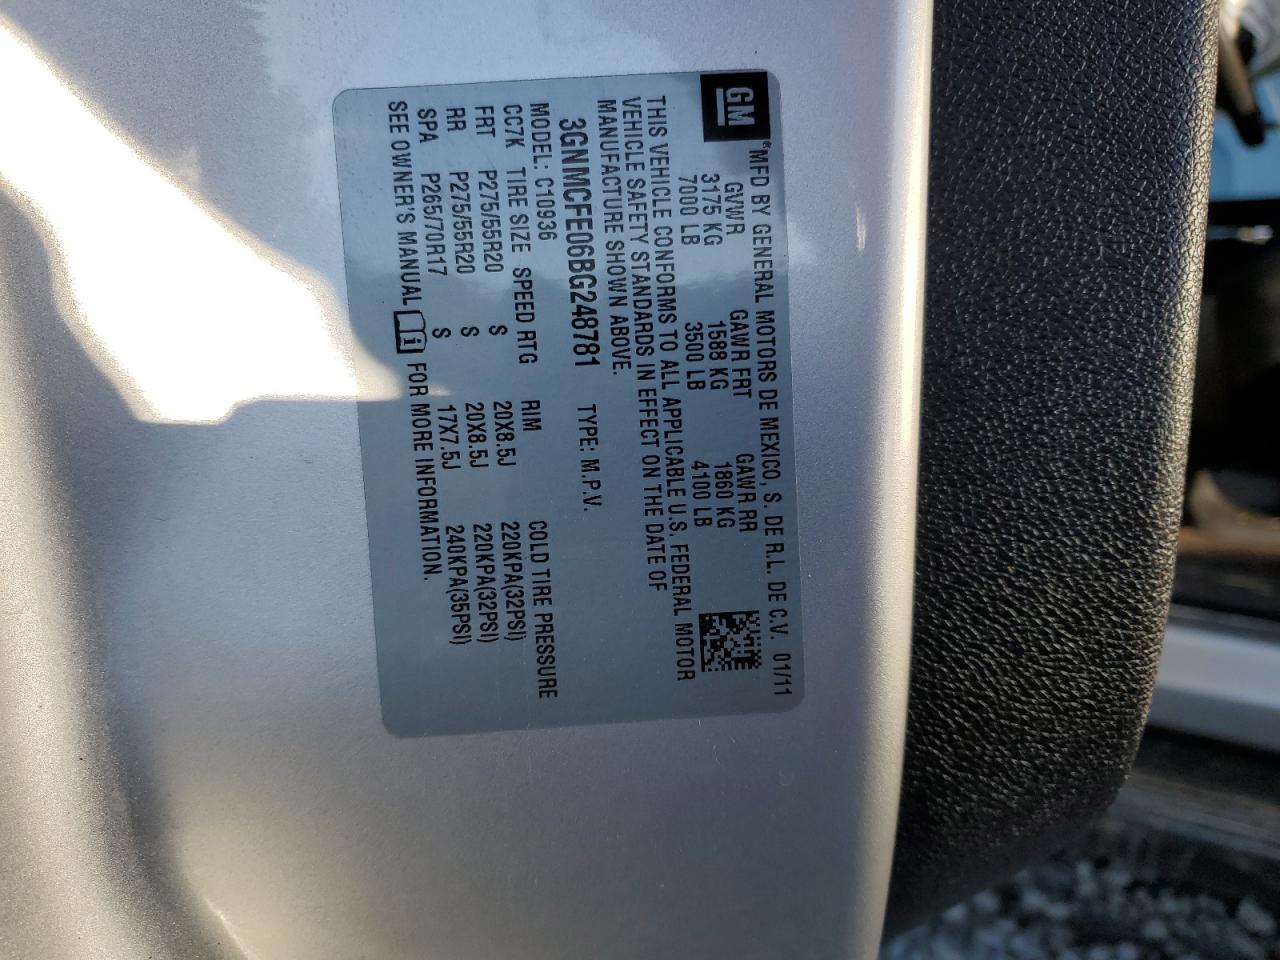 GM ®MFD BY GENERAL MOTORS DE MEXICO, S. DE R.L. DE C.V. 01/11
GVWR GAWR FRT GAWR RR
3175 KG 1588 KG 1860 KG
7000 LB 3500 LB 4100 LB
THIS VEHICLE CONFORMS TO ALL APPLICABLE U.S. FEDERAL MOTOR
VEHICLE SAFETY STANDARDS IN EFFECT ON THE DATE OF
MANUFACTURE SHOWN ABOVE.
3GNMCFE06BG248781 TYPE: M.P.V.
MODEL: C10936
CC7K TIRE SIZE SPEED RTG RIM COLD TIRE PRESSURE
FRT P275/55R20 S 20X8.5J 220KPA(32PSI)
RR P275/55R20 S 20X8.5J 220KPA(32PSI)
SPA P265/70R17 S 17X7.5J 240KPA(35PSI)
SEE OWNER'S MANUAL i FOR MORE INFORMATION.